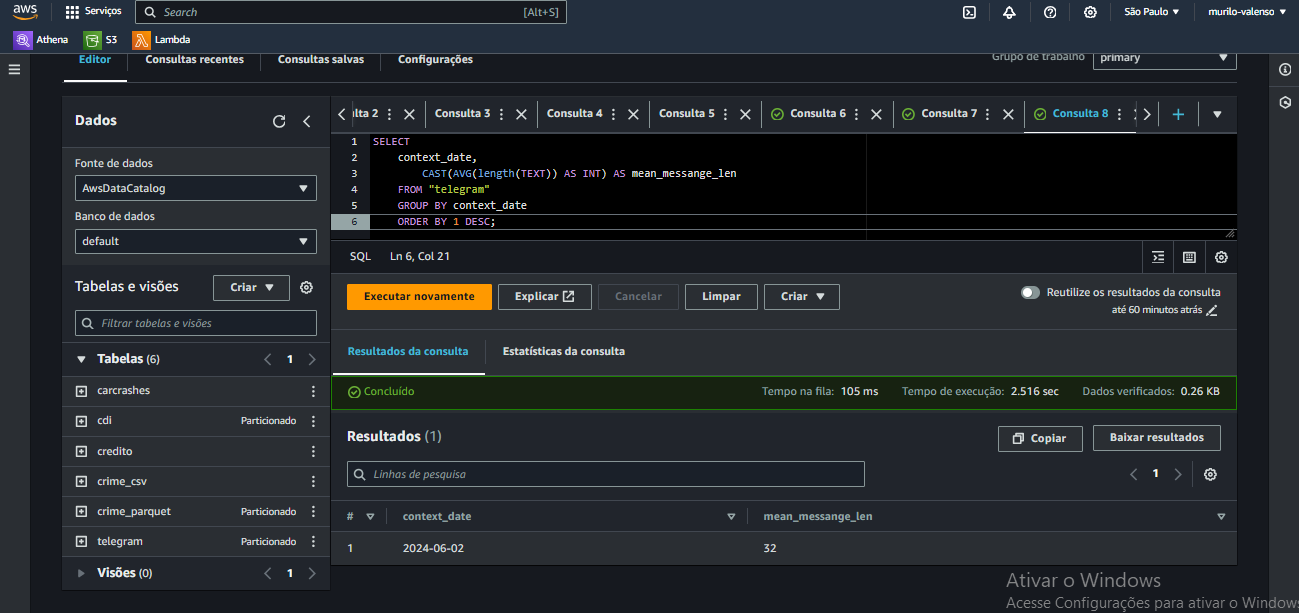 aws
Serviços
Search
[Alt+S]
São Paulo
murilo-valenso
Athena
S3
Lambda
Editor
Consultas recentes
Consultas salvas
Configurações
Grupo de trabalho
primary
Dados
Fonte de dados
AwsDataCatalog
Banco de dados
default
Tabelas e visões
Criar
Filtrar tabelas e visões
Tabelas (6)
1
carcrashes
cdi
Particionado
credito
crime_csv
crime_parquet
Particionado
telegram
Particionado
Visões (0)
1
lta 2
Consulta 3
Consulta 4
Consulta 5
Consulta 6
Consulta 7
Consulta 8
1 SELECT
2 context_date,
3 CAST(AVG(length(TEXT)) AS INT) AS mean_messange_len
4 FROM "telegram"
5 GROUP BY context_date
6 ORDER BY 1 DESC;
SQL
Ln 6, Col 21
Executar novamente
Explicar
Cancelar
Limpar
Criar
Reutilize os resultados da consulta
até 60 minutos atrás
Resultados da consulta
Estatísticas da consulta
Concluído
Tempo na fila: 105 ms
Tempo de execução: 2.516 sec
Dados verificados: 0.26 KB
Resultados (1)
Copiar
Baixar resultados
Linhas de pesquisa
1
# context_date mean_messange_len
1 2024-06-02 32
Ativar o Windows
Acesse Configurações para ativar o Windows